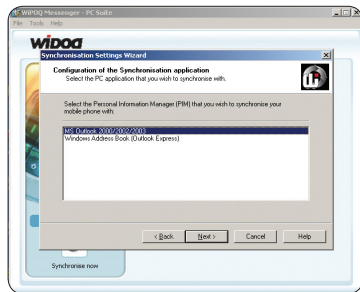 WiPOQ Messenger - PC Suite
File Tools Help
WiDOQ
Synchronisation Settings Wizard
Configuration of the Synchronisation application
Select the PC application that you wish to synchronise with.
Select the Personal Information Manager (PIM) that you wish to synchronise your
mobile phone with:
MS Outlook 2000/2002/2003
Windows Address Book (Outlook Express)
< Back Next > Cancel Help
Synchronise now